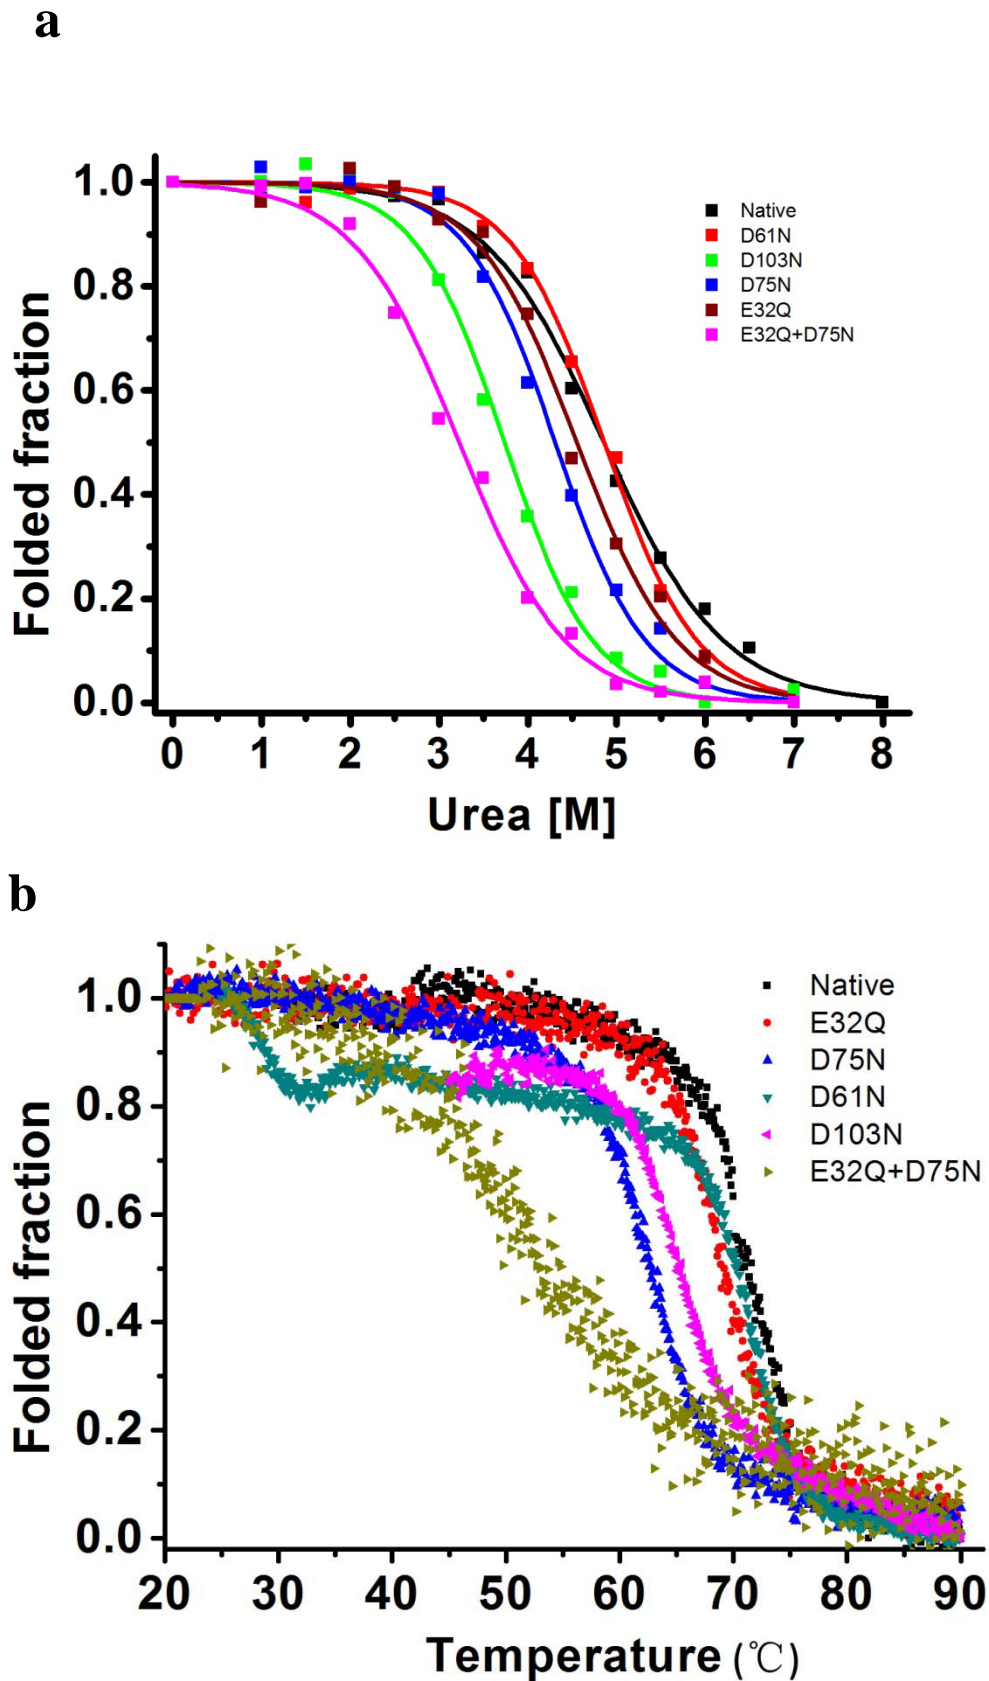 a
1.0
0.8
0.6
0.4
0.2
0.0
Folded fraction
0 1 2 3 4 5 6 7 8
Urea [M]
Native
D61N
D103N
D75N
E32Q
E32Q+D75N
b
1.0
0.8
0.6
0.4
0.2
0.0
Folded fraction
20 30 40 50 60 70 80 90
Temperature (℃)
Native
E32Q
D75N
D61N
D103N
E32Q+D75N